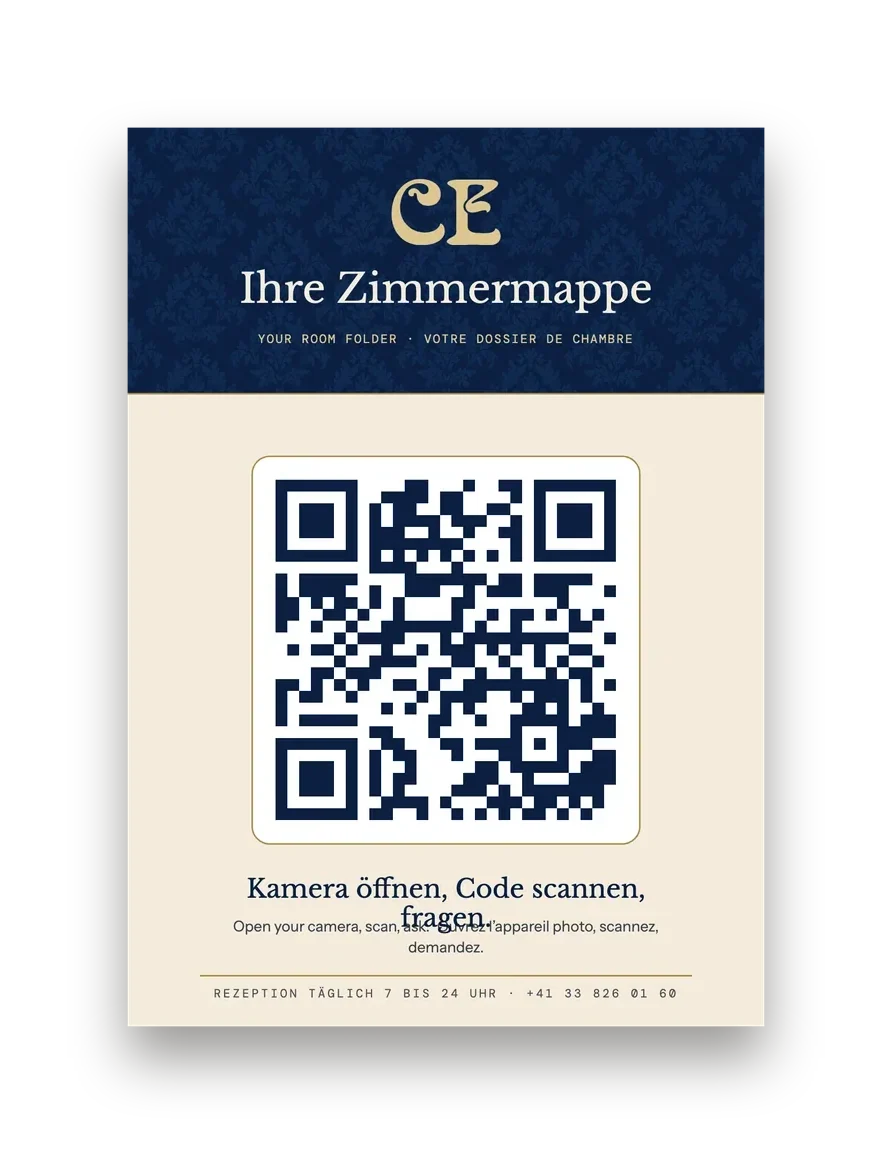 CE
Ihre Zimmermappe
YOUR ROOM FOLDER · VOTRE DOSSIER DE CHAMBRE
Kamera öffnen, Code scannen,
fragen.
Open your camera, scan, ask. · Ouvrez l'appareil photo, scannez,
demandez.
REZEPTION TÄGLICH 7 BIS 24 UHR · +41 33 826 01 60